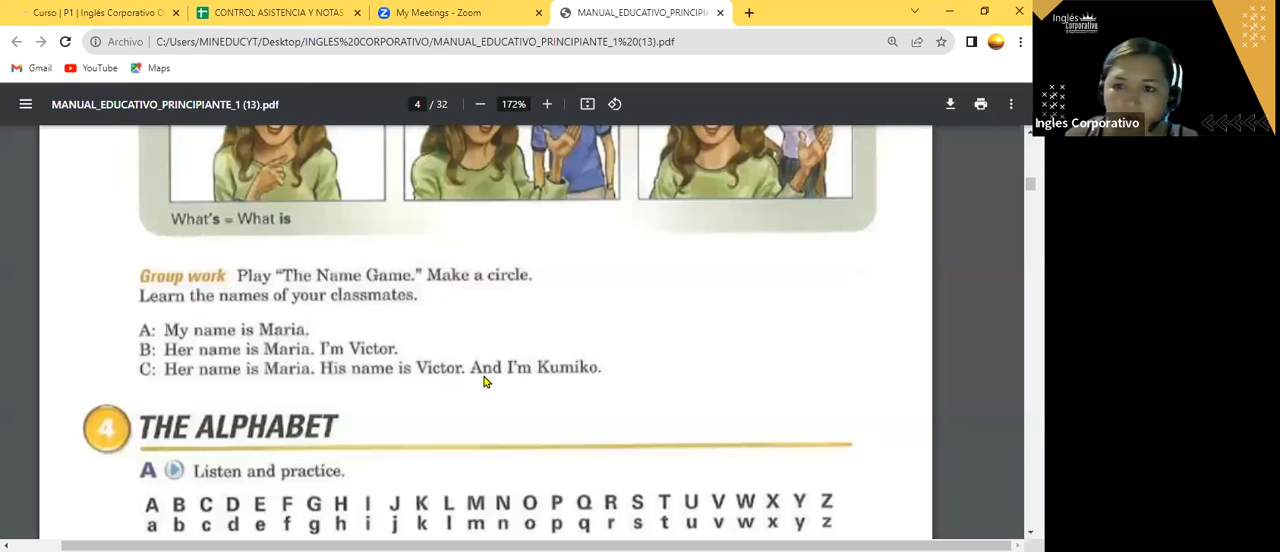 Curso | P1 | Inglés Corporativo O
CONTROL ASISTENCIA Y NOTAS
My Meetings - Zoom
MANUAL_EDUCATIVO_PRINCIPIA
Archivo
C:/Users/MINEDUCYT/Desktop/INGLES%20CORPORATIVO/MANUAL_EDUCATIVO_PRINCIPIANTE_1%20(13).pdf
Gmail
YouTube
Maps
MANUAL_EDUCATIVO_PRINCIPIANTE_1 (13).pdf
4 / 32
172%
Inglés
Corporativo
Ingles Corporativo
What's = What is
Group work Play "The Name Game." Make a circle.
Learn the names of your classmates.
A: My name is Maria.
B: Her name is Maria. I'm Victor.
C: Her name is Maria. His name is Victor. And I'm Kumiko.
4 THE ALPHABET
A Listen and practice.
A B C D E F G H I J K L M N O P Q R S T U V W X Y Z
a b c d e f g h i j k l m n o p q r s t u v w x y z